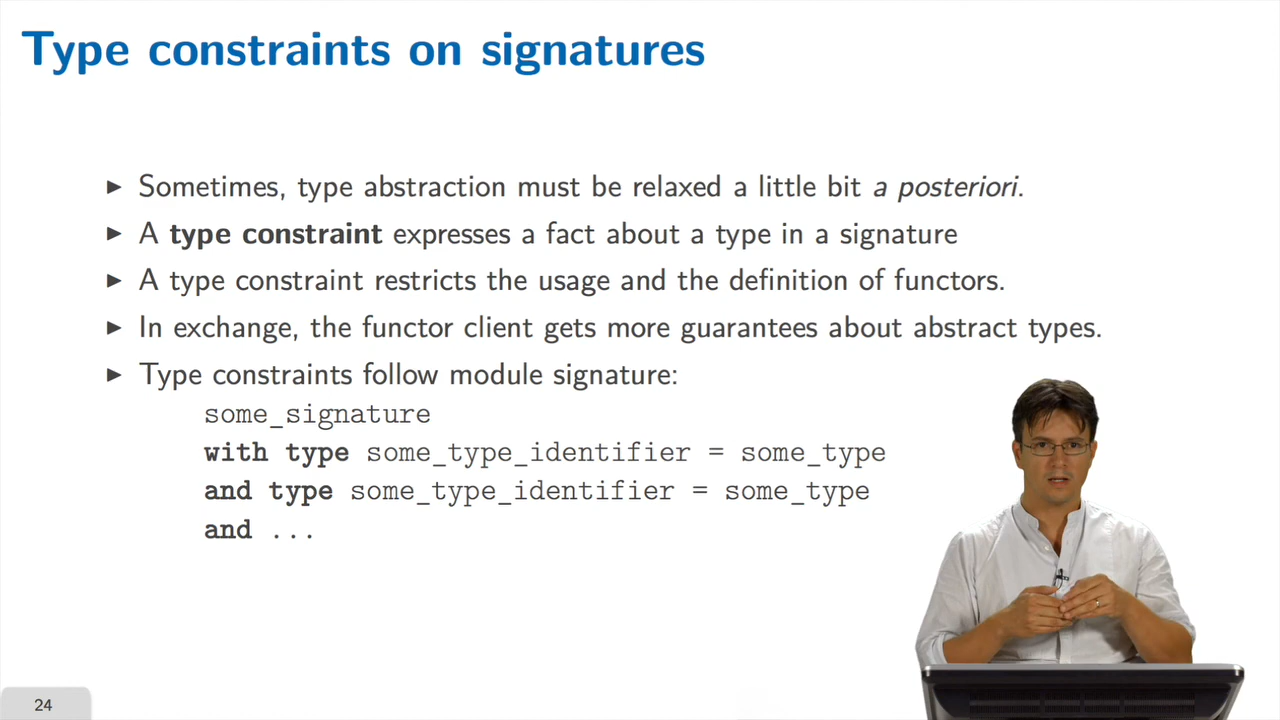 Type constraints on signatures
▶ Sometimes, type abstraction must be relaxed a little bit a posteriori.
▶ A type constraint expresses a fact about a type in a signature
▶ A type constraint restricts the usage and the definition of functors.
▶ In exchange, the functor client gets more guarantees about abstract types.
▶ Type constraints follow module signature:
some_signature
with type some_type_identifier = some_type
and type some_type_identifier = some_type
and ...
24